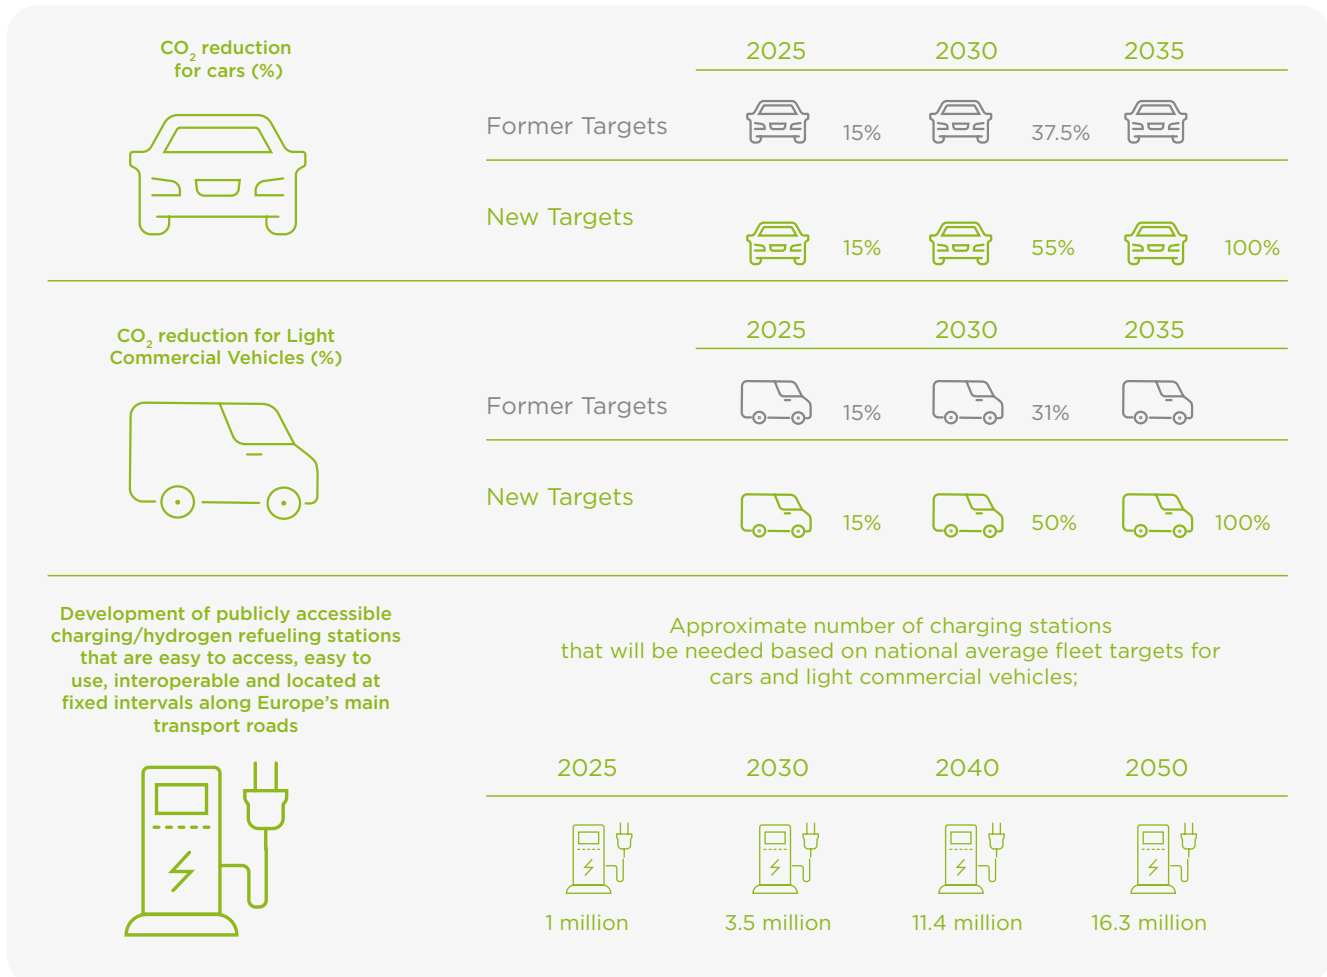 CO2 reduction
for cars (%)
2025 2030 2035
Former Targets 15% 37.5%
New Targets 15% 55% 100%
CO2 reduction for Light
Commercial Vehicles (%)
2025 2030 2035
Former Targets 15% 31%
New Targets 15% 50% 100%
Development of publicly accessible
charging/hydrogen refueling stations
that are easy to access, easy to
use, interoperable and located at
fixed intervals along Europe's main
transport roads
Approximate number of charging stations
that will be needed based on national average fleet targets for
cars and light commercial vehicles;
2025 2030 2040 2050
1 million 3.5 million 11.4 million 16.3 million